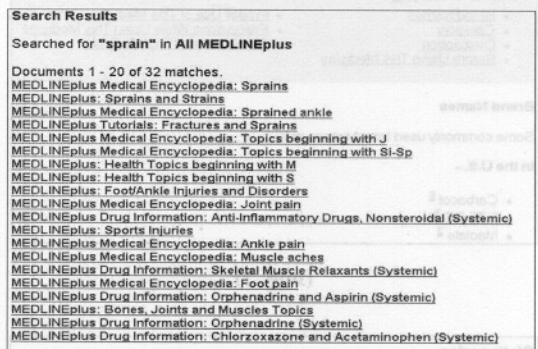 Search Results
Searched for "sprain" in All MEDLINEplus
Documents 1 - 20 of 32 matches.
MEDLINEplus Medical Encyclopedia: Sprains
MEDLINEplus: Sprains and Strains
MEDLINEplus Medical Encyclopedia: Sprained ankle
MEDLINEplus Tutorials: Fractures and Sprains
MEDLINEplus Medical Encyclopedia: Topics beginning with J
MEDLINEplus Medical Encyclopedia: Topics beginning with Si-Sp
MEDLINEplus: Health Topics beginning with M
MEDLINEplus: Health Topics beginning with S
MEDLINEplus: Foot/Ankle Injuries and Disorders
MEDLINEplus Medical Encyclopedia: Joint pain
MEDLINEplus Drug Information: Anti-Inflammatory Drugs, Nonsteroidal (Systemic)
MEDLINEplus: Sports Injuries
MEDLINEplus Medical Encyclopedia: Ankle pain
MEDLINEplus Medical Encyclopedia: Muscle aches
MEDLINEplus Drug Information: Skeletal Muscle Relaxants (Systemic)
MEDLINEplus Medical Encyclopedia: Foot pain
MEDLINEplus Drug Information: Orphenadrine and Aspirin (Systemic)
MEDLINEplus: Bones, Joints and Muscles Topics
MEDLINEplus Drug Information: Orphenadrine (Systemic)
MEDLINEplus Drug Information: Chlorzoxazone and Acetaminophen (Systemic)